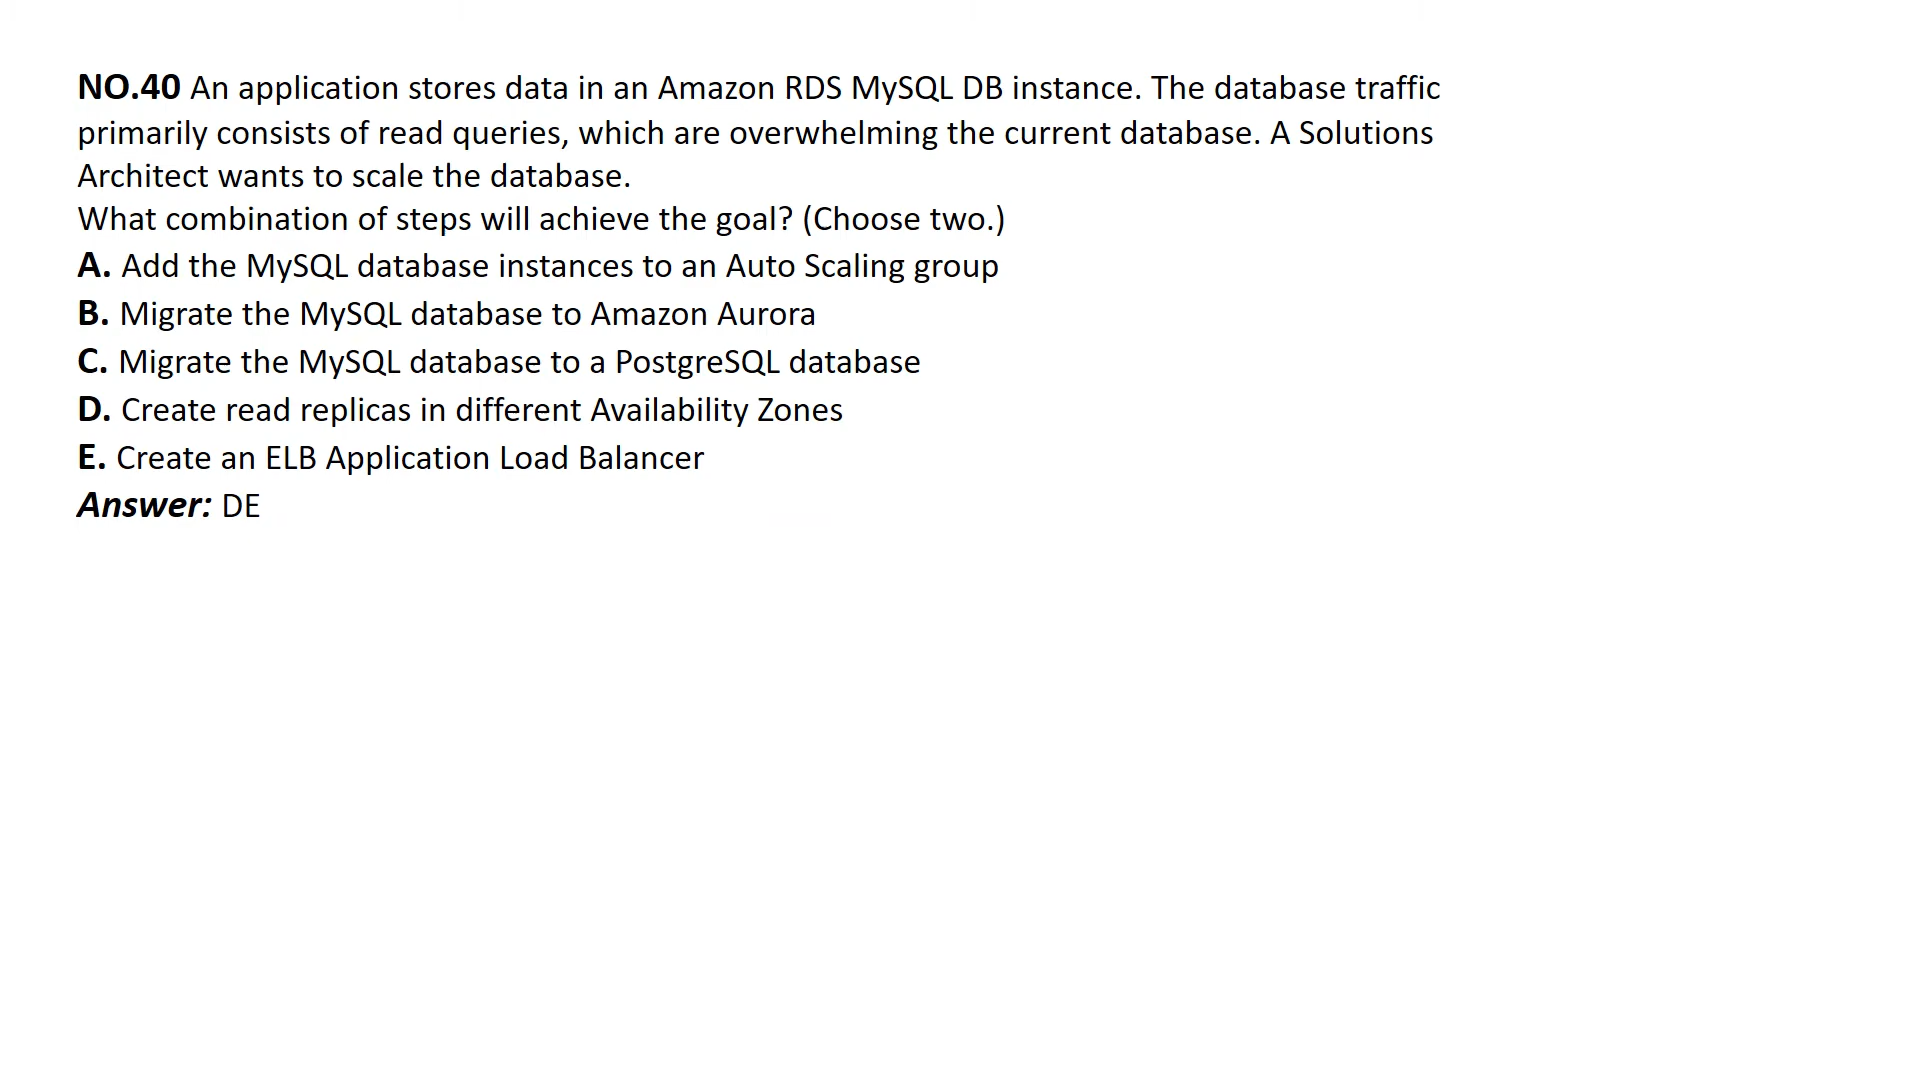 NO.40 An application stores data in an Amazon RDS MySQL DB instance. The database traffic
primarily consists of read queries, which are overwhelming the current database. A Solutions
Architect wants to scale the database.
What combination of steps will achieve the goal? (Choose two.)
A. Add the MySQL database instances to an Auto Scaling group
B. Migrate the MySQL database to Amazon Aurora
C. Migrate the MySQL database to a PostgreSQL database
D. Create read replicas in different Availability Zones
E. Create an ELB Application Load Balancer
Answer: DE